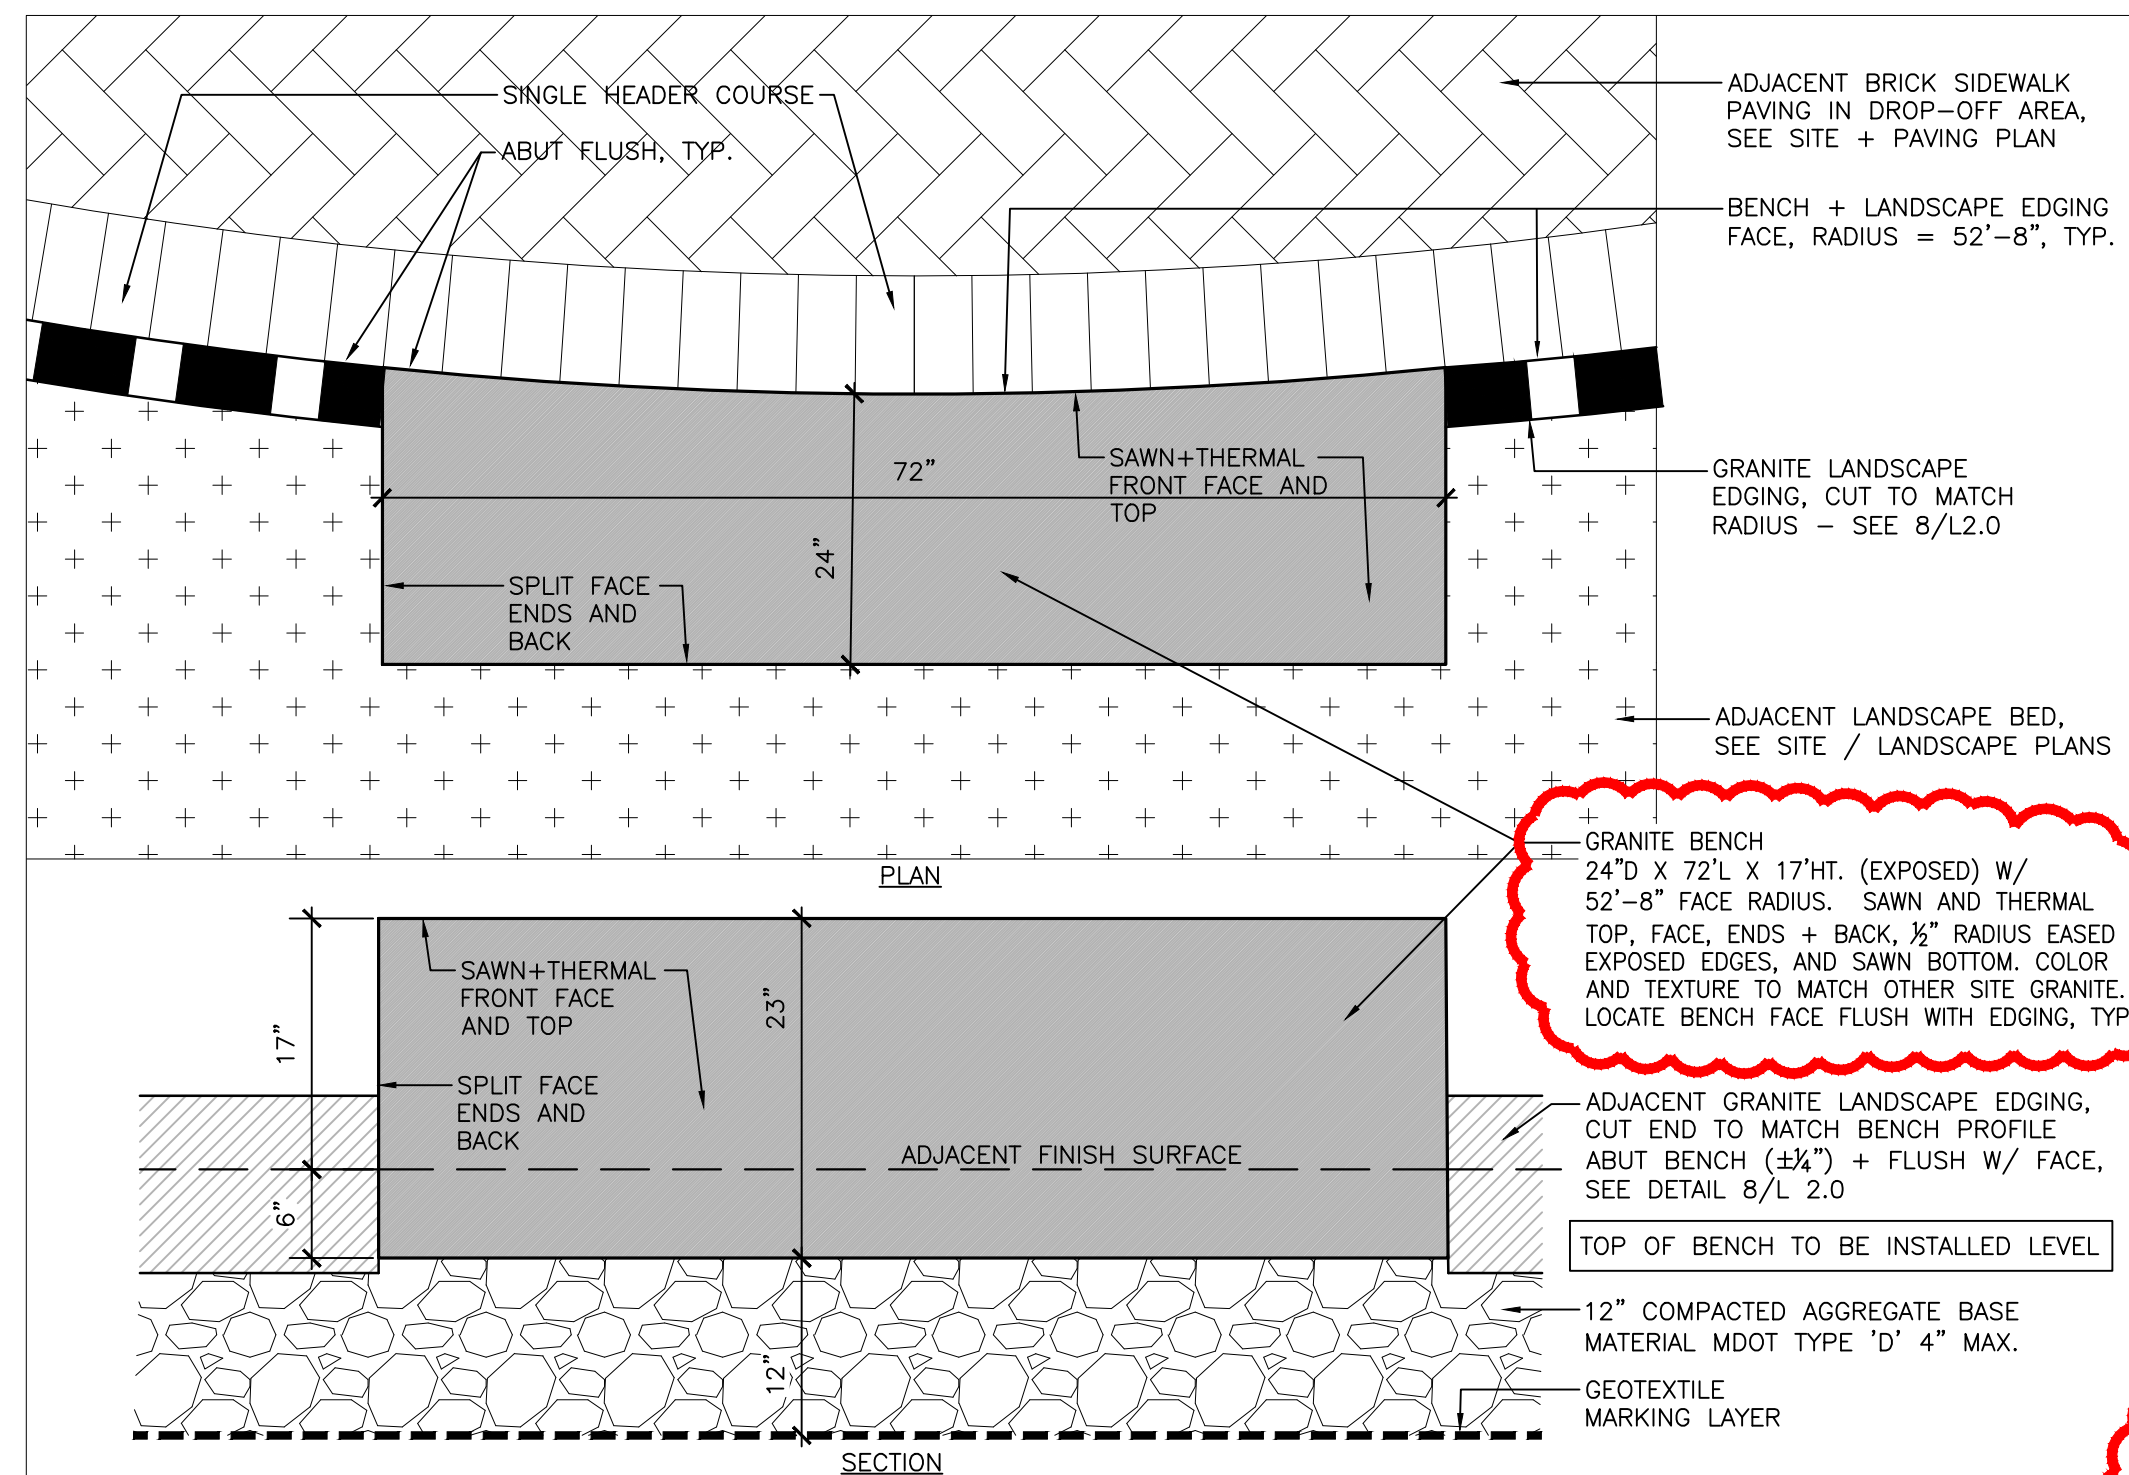 SINGLE HEADER COURSE
ABUT FLUSH, TYP.
ADJACENT BRICK SIDEWALK
PAVING IN DROP-OFF AREA,
SEE SITE + PAVING PLAN
BENCH + LANDSCAPE EDGING
FACE, RADIUS = 52'-8", TYP.
72"
SAWN+THERMAL
FRONT FACE AND
TOP
24"
SPLIT FACE
ENDS AND
BACK
GRANITE LANDSCAPE
EDGING, CUT TO MATCH
RADIUS - SEE 8/L2.0
ADJACENT LANDSCAPE BED,
SEE SITE / LANDSCAPE PLANS
PLAN
GRANITE BENCH
24"D X 72'L X 17'HT. (EXPOSED) W/
52'-8" FACE RADIUS. SAWN AND THERMAL
TOP, FACE, ENDS + BACK, ½" RADIUS EASED
EXPOSED EDGES, AND SAWN BOTTOM. COLOR
AND TEXTURE TO MATCH OTHER SITE GRANITE.
LOCATE BENCH FACE FLUSH WITH EDGING, TYP
17"
SAWN+THERMAL
FRONT FACE
AND TOP
23"
SPLIT FACE
ENDS AND
BACK
ADJACENT FINISH SURFACE
6"
ADJACENT GRANITE LANDSCAPE EDGING,
CUT END TO MATCH BENCH PROFILE
ABUT BENCH (±¼") + FLUSH W/ FACE,
SEE DETAIL 8/L 2.0
TOP OF BENCH TO BE INSTALLED LEVEL
12" COMPACTED AGGREGATE BASE
MATERIAL MDOT TYPE 'D' 4" MAX.
12"
GEOTEXTILE
MARKING LAYER
SECTION